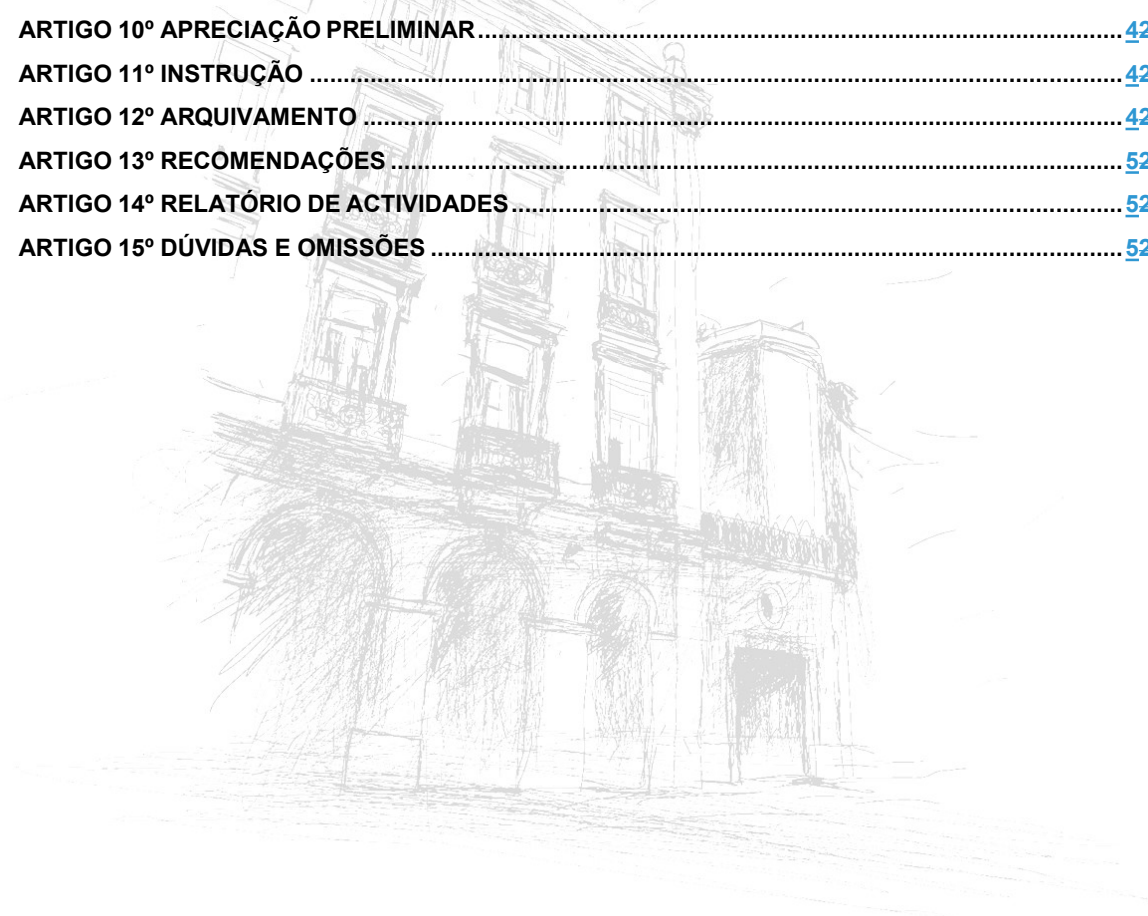 ARTIGO 10º APRECIAÇÃO PRELIMINAR........................................................................................ 42
ARTIGO 11º INSTRUÇÃO ........................................................................................ 42
ARTIGO 12º ARQUIVAMENTO ........................................................................................ 42
ARTIGO 13º RECOMENDAÇÕES ........................................................................................ 52
ARTIGO 14º RELATÓRIO DE ACTIVIDADES........................................................................................ 52
ARTIGO 15º DÚVIDAS E OMISSÕES ........................................................................................ 52